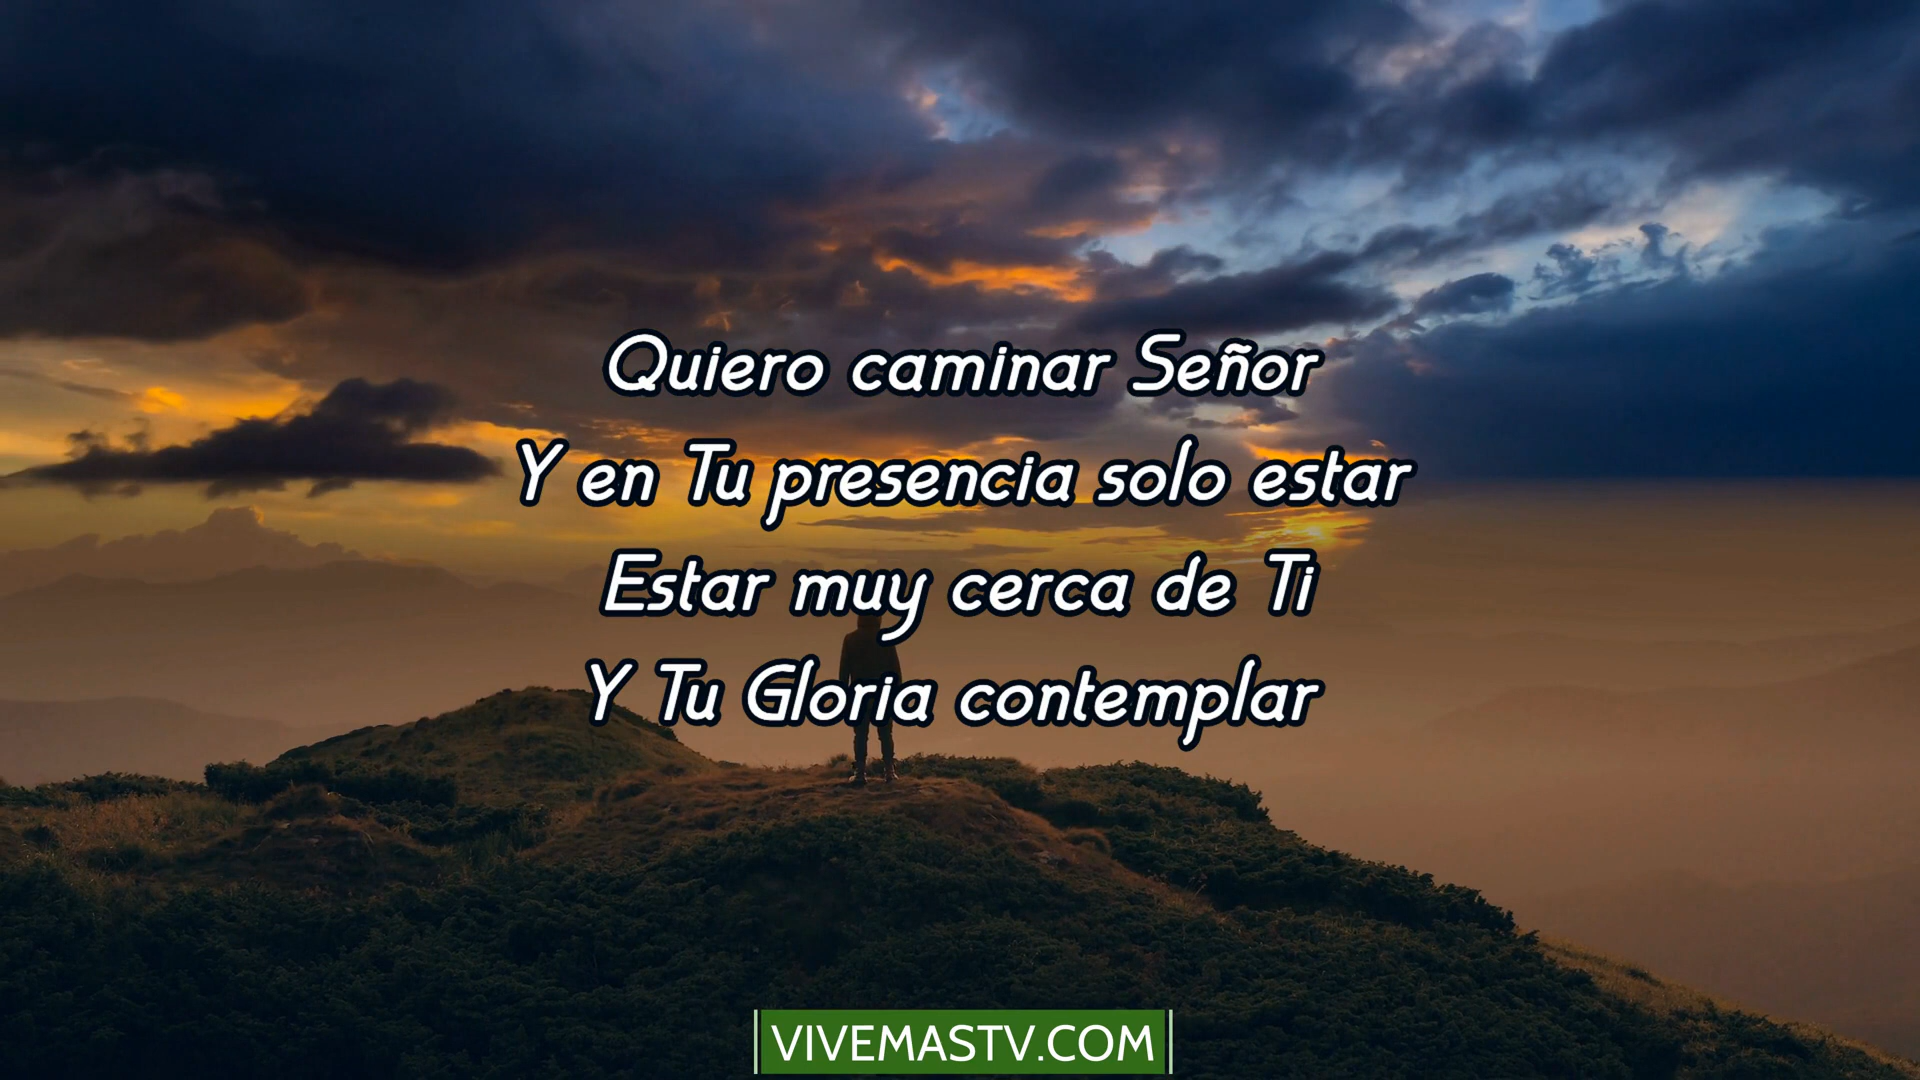 Quiero caminar Señor
Y en Tu presencia solo estar
Estar muy cerca de Ti
Y Tu Gloria contemplar
VIVEMASTV.COM